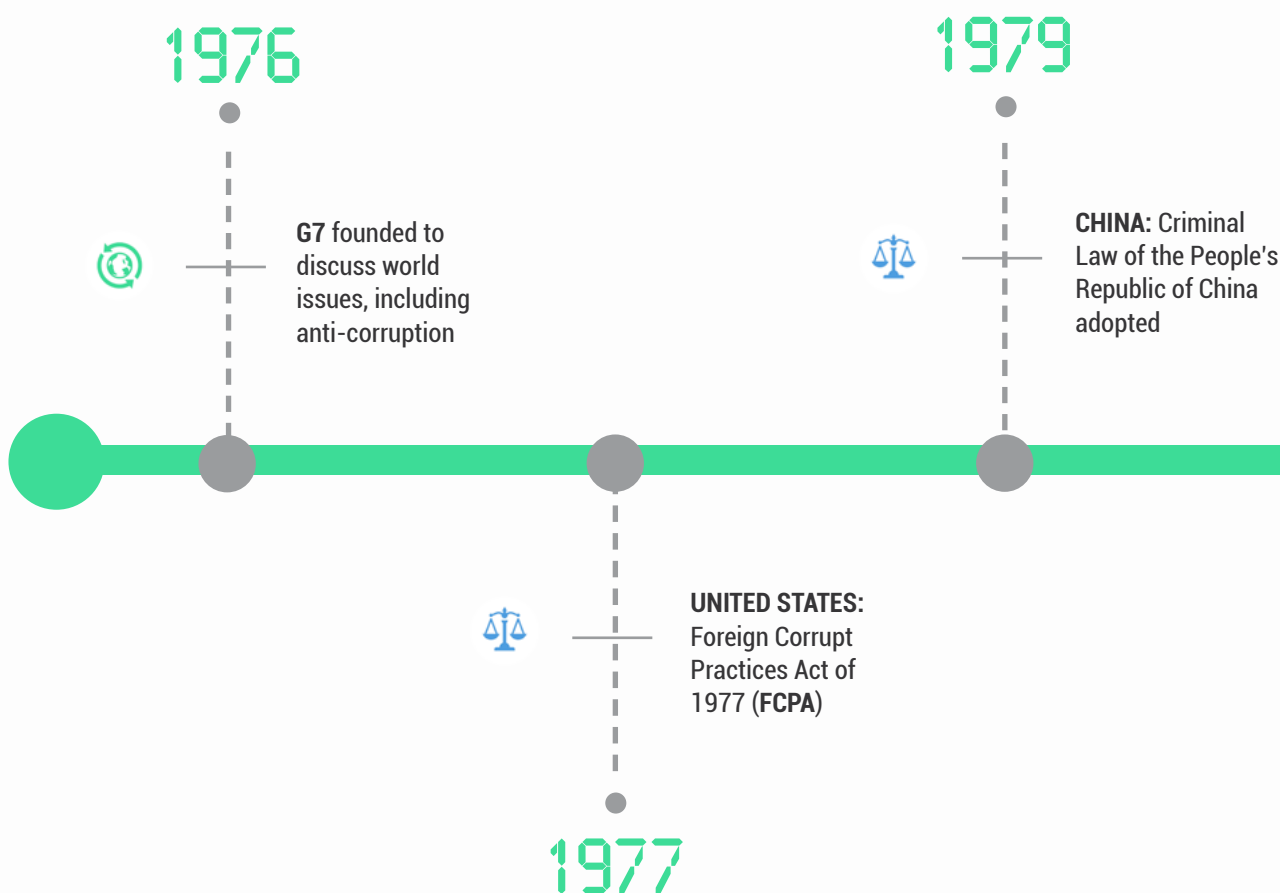 1976
G7 founded to
discuss world
issues, including
anti-corruption
1977
UNITED STATES:
Foreign Corrupt
Practices Act of
1977 (FCPA)
1979
CHINA: Criminal
Law of the People's
Republic of China
adopted